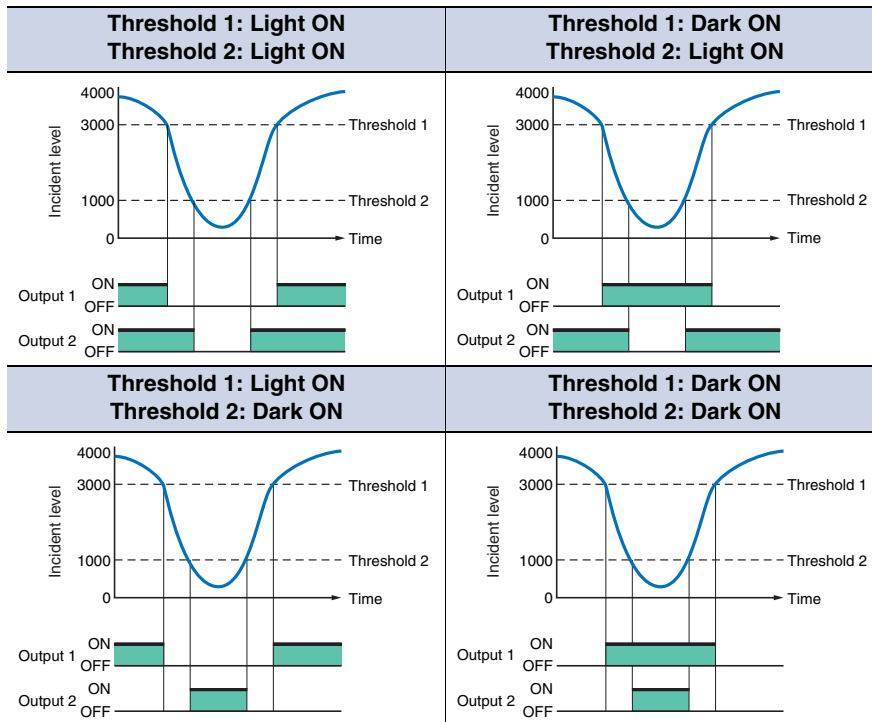 Threshold 1: Light ON
Threshold 2: Light ON
4000
3000
1000
0
Incident level
Threshold 1
Threshold 2
Time
Output 1
ON
OFF
Output 2
ON
OFF
Threshold 1: Dark ON
Threshold 2: Light ON
4000
3000
1000
0
Incident level
Threshold 1
Threshold 2
Time
Output 1
ON
OFF
Output 2
ON
OFF
Threshold 1: Light ON
Threshold 2: Dark ON
4000
3000
1000
0
Incident level
Threshold 1
Threshold 2
Time
Output 1
ON
OFF
Output 2
ON
OFF
Threshold 1: Dark ON
Threshold 2: Dark ON
4000
3000
1000
0
Incident level
Threshold 1
Threshold 2
Time
Output 1
ON
OFF
Output 2
ON
OFF